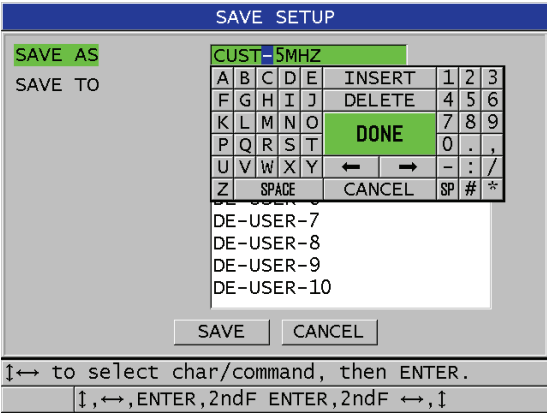 SAVE SETUP
SAVE AS CUST-5MHZ
SAVE TO
A B C D E INSERT 1 2 3
F G H I J DELETE 4 5 6
K L M N O DONE 7 8 9
P Q R S T 0 . ,
U V W X Y ← → - : /
Z SPACE CANCEL SP # *
DE-USER-7
DE-USER-8
DE-USER-9
DE-USER-10
SAVE CANCEL
↕↔ to select char/command, then ENTER.
↕,↔,ENTER,2ndF ENTER,2ndF ↔,↕